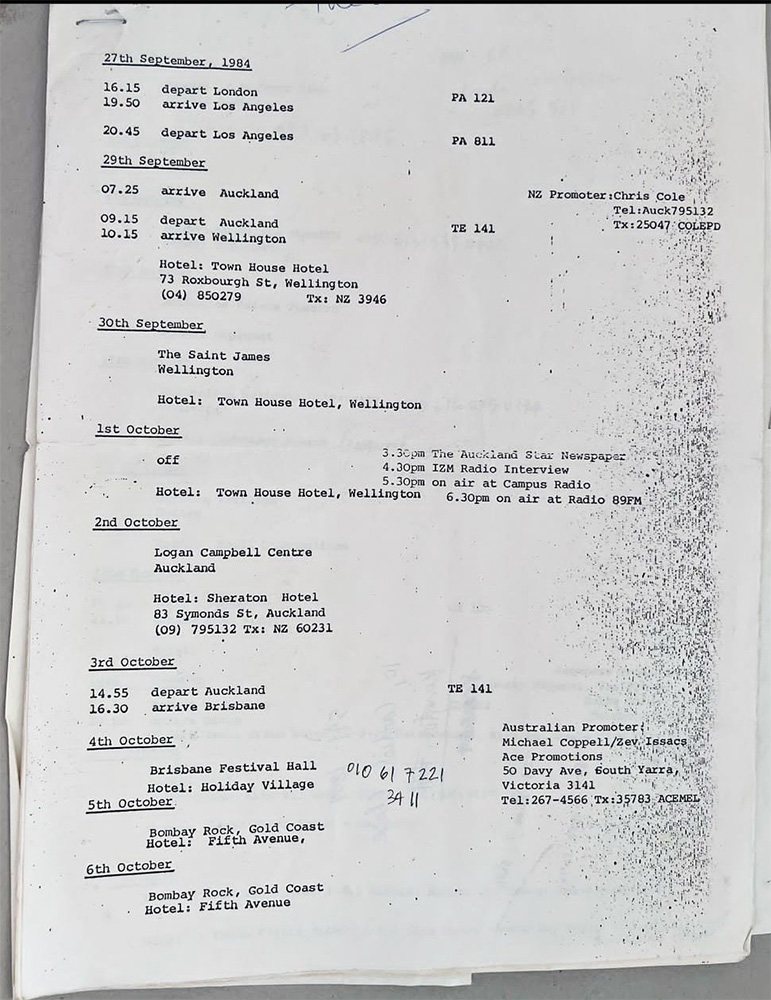 27th September, 1984
16.15 depart London PA 121
19.50 arrive Los Angeles
20.45 depart Los Angeles PA 811
29th September
07.25 arrive Auckland NZ Promoter:Chris Cole
Tel:Auck795132
09.15 depart Auckland TE 141 Tx:25047 COLEPD
10.15 arrive Wellington
Hotel: Town House Hotel
73 Roxbourgh St, Wellington
(04) 850279 Tx: NZ 3946
30th September
The Saint James
Wellington
Hotel: Town House Hotel, Wellington
1st October
off 3.30pm The Auckland Star Newspaper
4.30pm IZM Radio Interview
5.30pm on air at Campus Radio
Hotel: Town House Hotel, Wellington 6.30pm on air at Radio 89FM
2nd October
Logan Campbell Centre
Auckland
Hotel: Sheraton Hotel
83 Symonds St, Auckland
(09) 795132 Tx: NZ 60231
3rd October
14.55 depart Auckland TE 141
16.30 arrive Brisbane
4th October
Australian Promoter:
Michael Coppell/Zev Issacs
Ace Promotions
50 Davy Ave, South Yarra,
Victoria 3141
Tel:267-4566 Tx:35783 ACEMEL
Brisbane Festival Hall 010 61 7 221
Hotel: Holiday Village 3411
5th October
Bombay Rock, Gold Coast
Hotel: Fifth Avenue,
6th October
Bombay Rock, Gold Coast
Hotel: Fifth Avenue